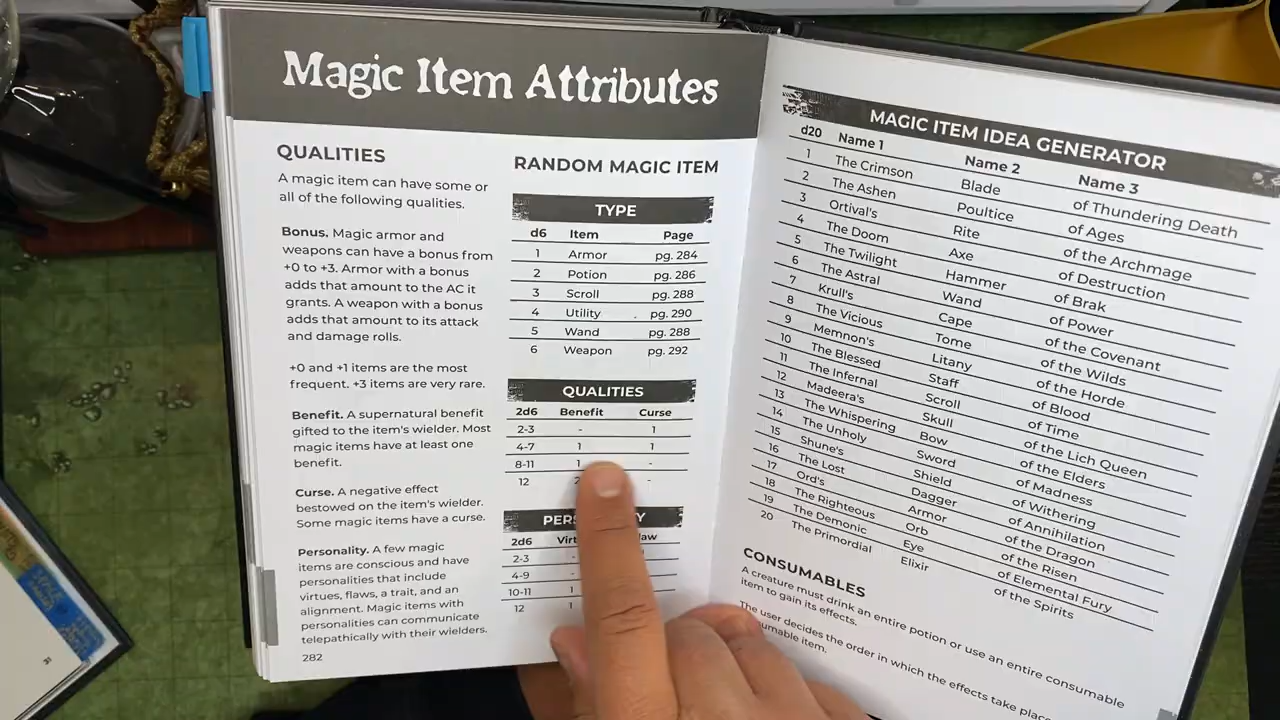 Magic Item Attributes
QUALITIES
A magic item can have some or
all of the following qualities.
Bonus. Magic armor and
weapons can have a bonus from
+0 to +3. Armor with a bonus
adds that amount to the AC it
grants. A weapon with a bonus
adds that amount to its attack
and damage rolls.
+0 and +1 items are the most
frequent. +3 items are very rare.
Benefit. A supernatural benefit
gifted to the item's wielder. Most
magic items have at least one
benefit.
Curse. A negative effect
bestowed on the item's wielder.
Some magic items have a curse.
Personality. A few magic
items are conscious and have
personalities that include
virtues, flaws, a trait, and an
alignment. Magic items with
personalities can communicate
telepathically with their wielders.
282
RANDOM MAGIC ITEM
TYPE
d6 Item Page
1 Armor pg. 284
2 Potion pg. 286
3 Scroll pg. 288
4 Utility pg. 290
5 Wand pg. 288
6 Weapon pg. 292
QUALITIES
2d6 Benefit Curse
2-3 - 1
4-7 1 1
8-11 1 -
12 -
2d6
2-3 -
4-9 -
10-11 1
12 1
MAGIC ITEM IDEA GENERATOR
d20 Name 1 Name 2 Name 3
1 The Crimson Blade of Thundering Death
2 The Ashen Poultice of Ages
3 Ortival's Rite of the Archmage
4 The Doom Axe of Destruction
5 The Twilight Hammer of Brak
6 The Astral Wand of Power
7 Krull's Cape of the Covenant
8 The Vicious Tome of the Wilds
9 Memnon's Litany of the Horde
10 The Blessed Staff of Blood
11 The Infernal Scroll of Time
12 Madeera's Skull of the Lich Queen
13 The Whispering Bow of the Elders
14 The Unholy Sword of Madness
15 Shune's Shield of Withering
16 The Lost Dagger of Annihilation
17 Ord's Armor of the Dragon
18 The Righteous Orb of the Risen
19 The Demonic Eye of Elemental Fury
20 The Primordial Elixir of the Spirits
CONSUMABLES
A creature must drink an entire potion or use an entire consumable
item to gain its effects.
The user decides the order in which the effects take place